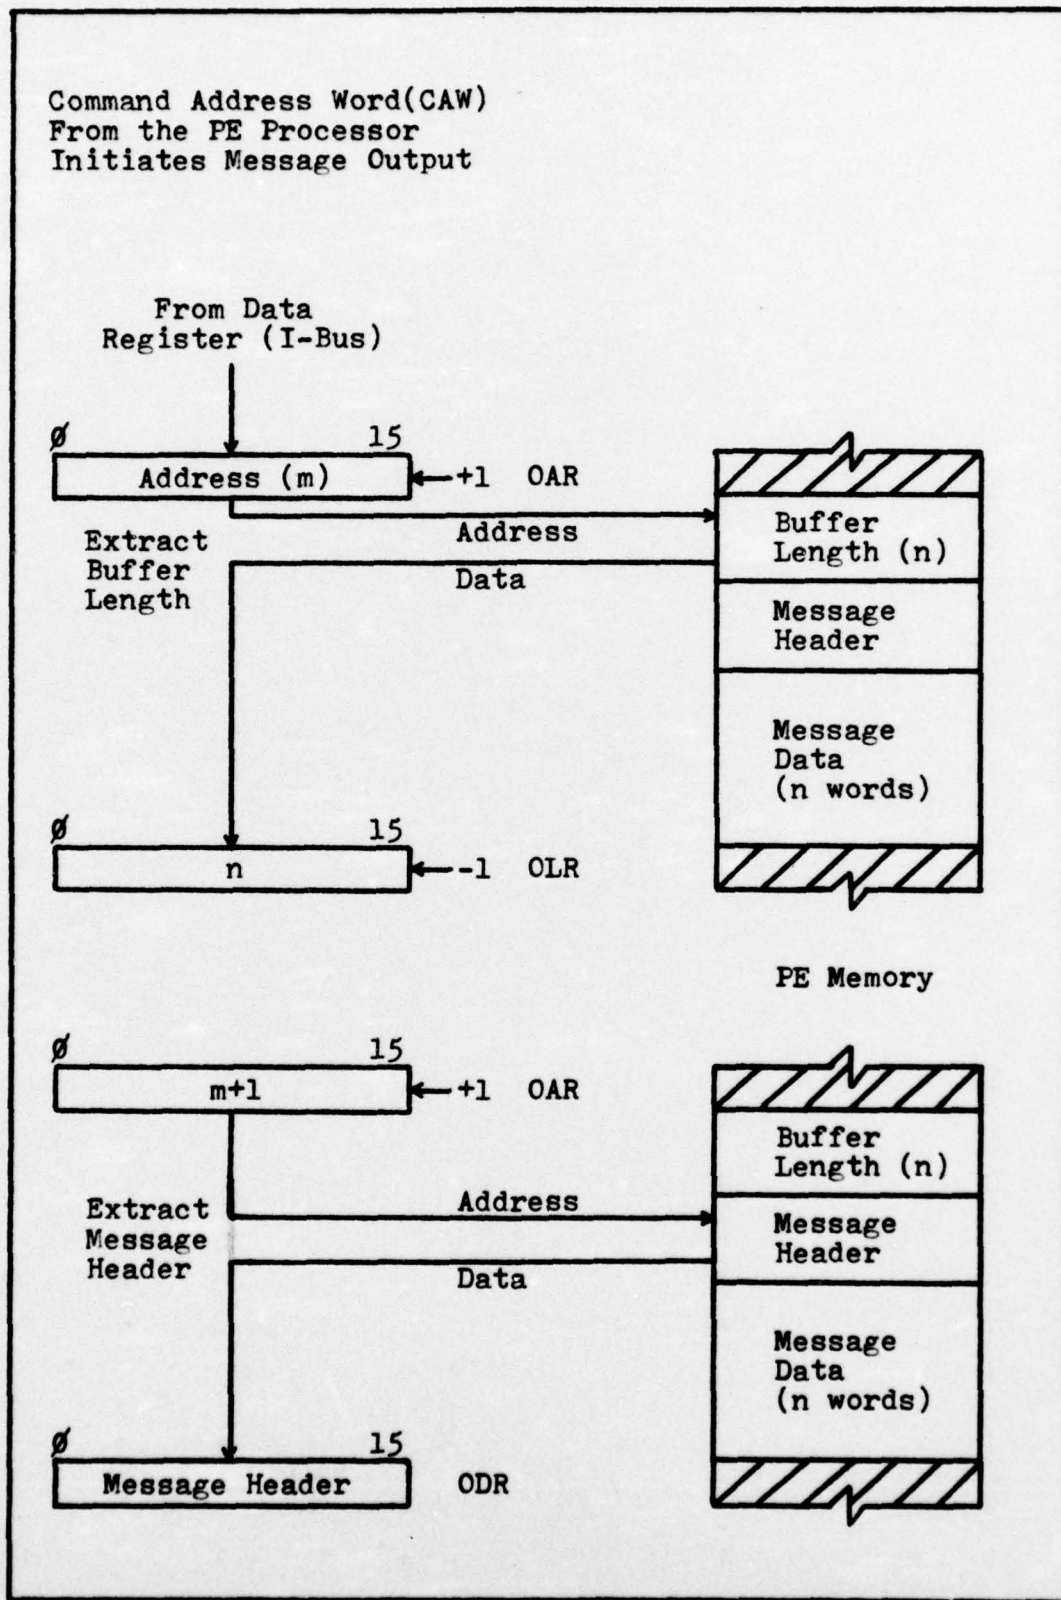 Command Address Word(CAW)
From the PE Processor
Initiates Message Output
From Data
Register (I-Bus)
Ø 15
Address (m) +1 OAR
Address
Extract
Buffer
Length
Data
Buffer
Length (n)
Message
Header
Message
Data
(n words)
Ø 15
n -1 OLR
PE Memory
Ø 15
m+1 +1 OAR
Buffer
Length (n)
Extract
Message
Header
Address
Data
Message
Header
Message
Data
(n words)
Ø 15
Message Header ODR